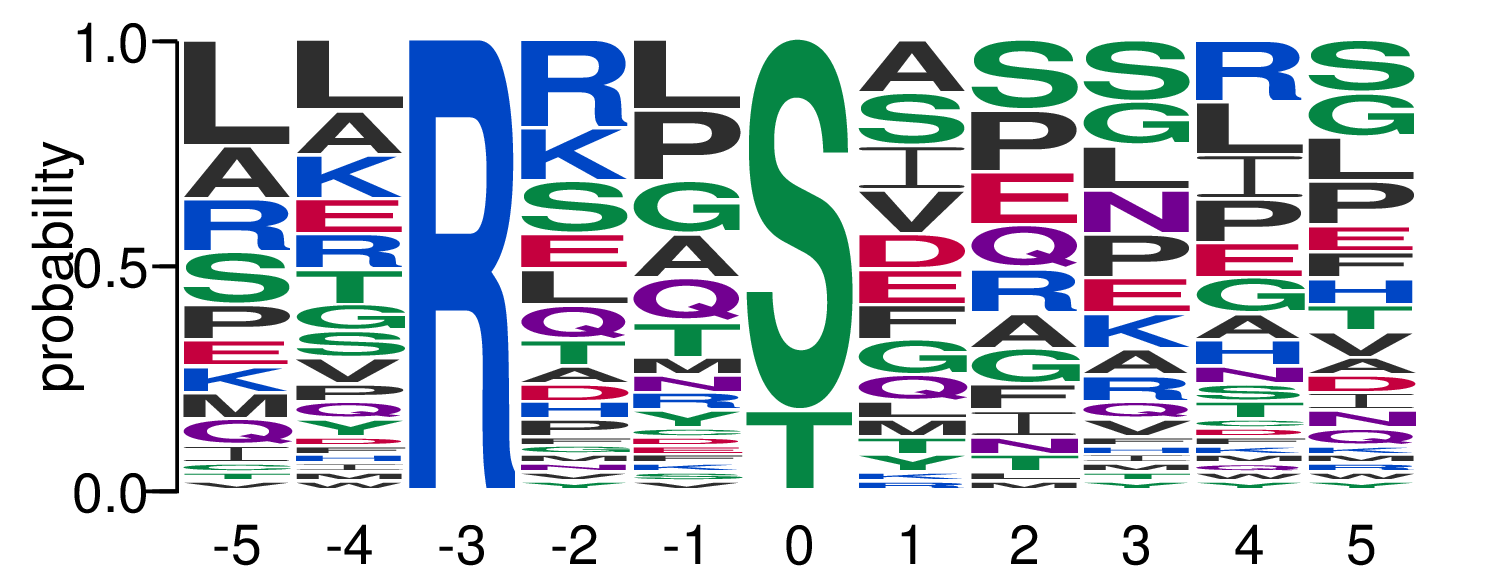 probability
1.0
0.5
0.0
L A R S P E K M Q I C T V
L A K E R T G S V P Q Y D F H I M W
R
R K S E L Q T A D H P F G M N V Y
L P G A Q T M N R Y C D E K S V
S T
A S I V D E F G Q L M T Y K R
S P E Q R A G F I N T L M
S G L N P E K A R Q V F H I M T Y
R L I P E G A H N S T D F K M Q V Y
S G L P E F H T V A D I N Q K R M W Y
-5 -4 -3 -2 -1 0 1 2 3 4 5